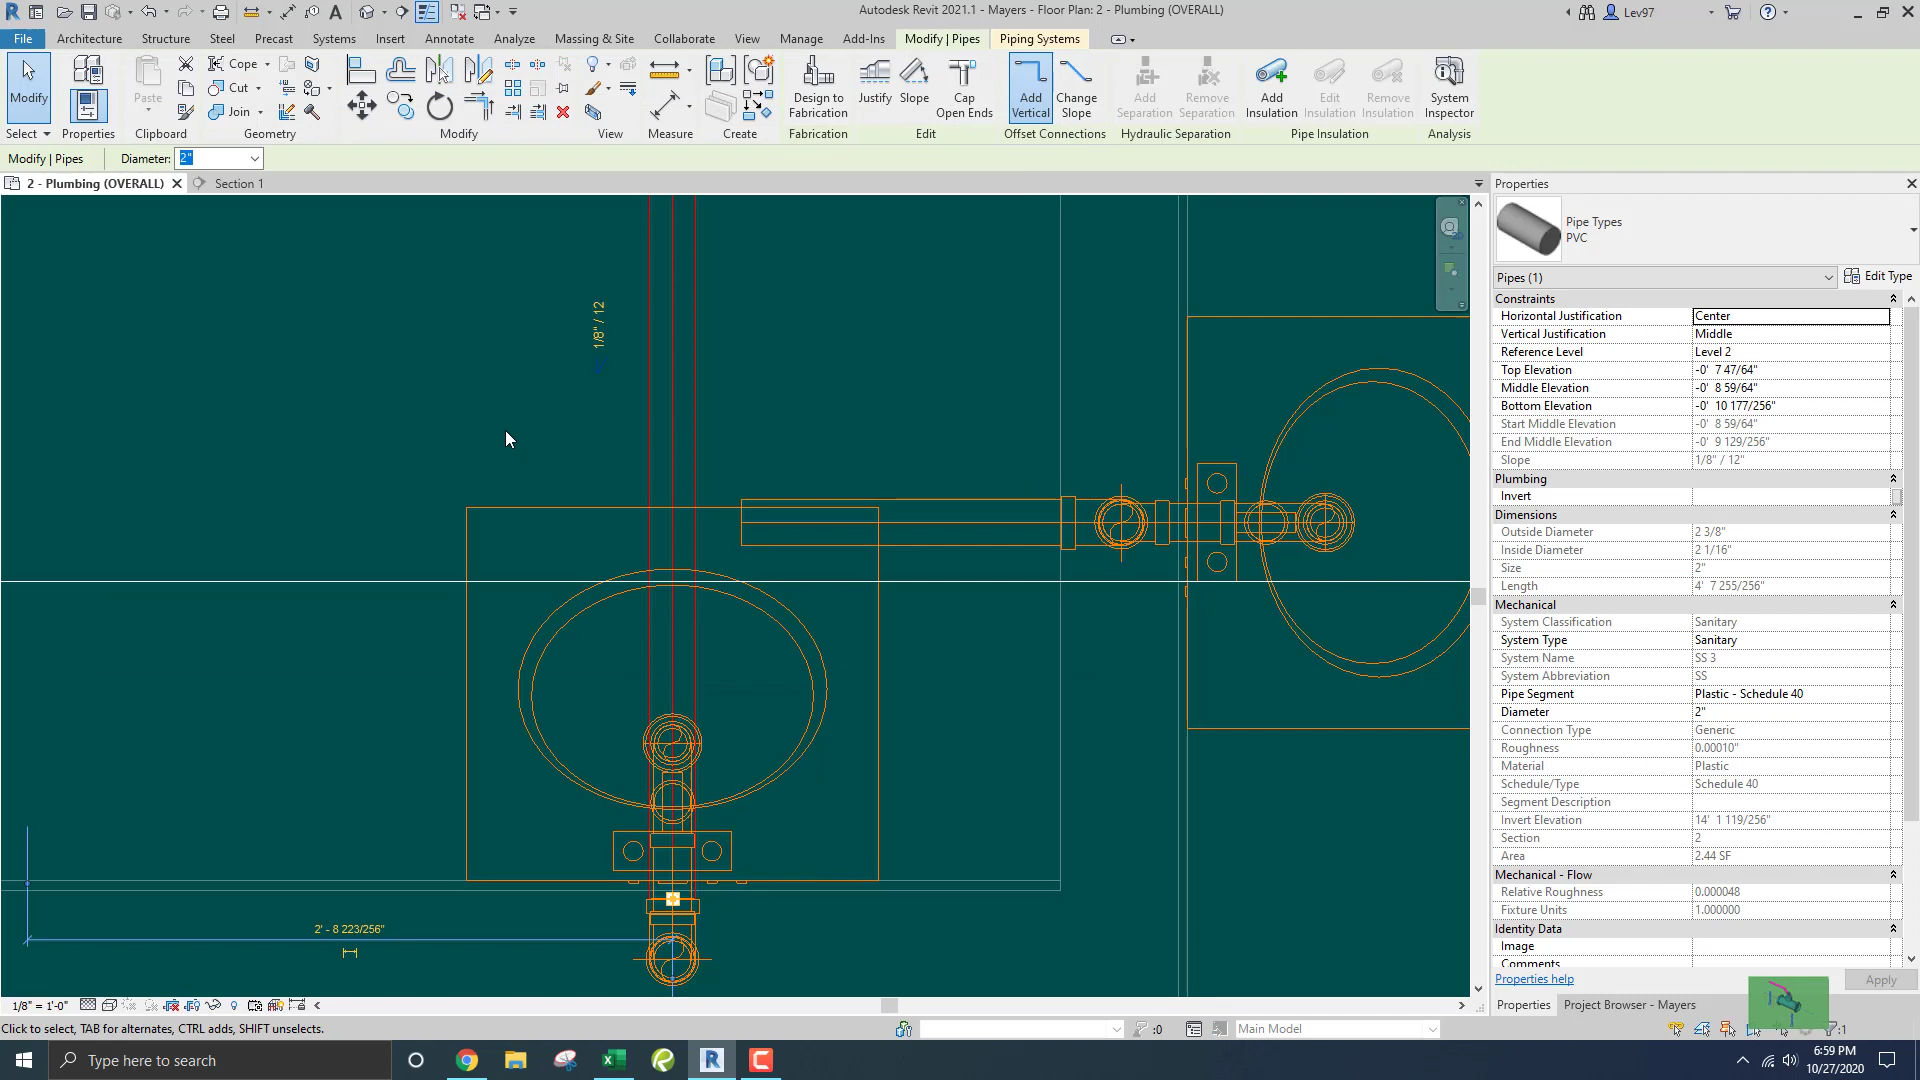 Autodesk Revit 2021.1 - Mayers - Floor Plan: 2 - Plumbing (OVERALL)
Lev97
File Architecture Structure Steel Precast Systems Insert Annotate Analyze Massing & Site Collaborate View Manage Add-Ins Modify | Pipes Piping Systems
Modify
Paste
Cope
Cut
Join
Design to Fabrication
Justify
Slope
Cap Open Ends
Add Vertical
Change Slope
Add Separation
Remove Separation
Add Insulation
Edit Insulation
Remove Insulation
System Inspector
Select Properties Clipboard Geometry Modify View Measure Create Fabrication Edit Offset Connections Hydraulic Separation Pipe Insulation Analysis
Modify | Pipes Diameter: 2"
2 - Plumbing (OVERALL) Section 1
1/8" / 12
2' - 8 223/256"
Properties
Pipe Types
PVC
Pipes (1) Edit Type
Constraints
Horizontal Justification Center
Vertical Justification Middle
Reference Level Level 2
Top Elevation -0' 7 47/64"
Middle Elevation -0' 8 59/64"
Bottom Elevation -0' 10 177/256"
Start Middle Elevation -0' 8 59/64"
End Middle Elevation -0' 9 129/256"
Slope 1/8" / 12"
Plumbing
Invert
Dimensions
Outside Diameter 2 3/8"
Inside Diameter 2 1/16"
Size 2"
Length 4' 7 255/256"
Mechanical
System Classification Sanitary
System Type Sanitary
System Name SS 3
System Abbreviation SS
Pipe Segment Plastic - Schedule 40
Diameter 2"
Connection Type Generic
Roughness 0.00010"
Material Plastic
Schedule/Type Schedule 40
Segment Description
Invert Elevation 14' 1 119/256"
Section 2
Area 2.44 SF
Mechanical - Flow
Relative Roughness 0.000048
Fixture Units 1.000000
Identity Data
Image
Comments
Properties help Apply
Properties Project Browser - Mayers
1/8" = 1'-0"
Click to select, TAB for alternates, CTRL adds, SHIFT unselects.
:0
Main Model
:1
Type here to search
6:59 PM
10/27/2020